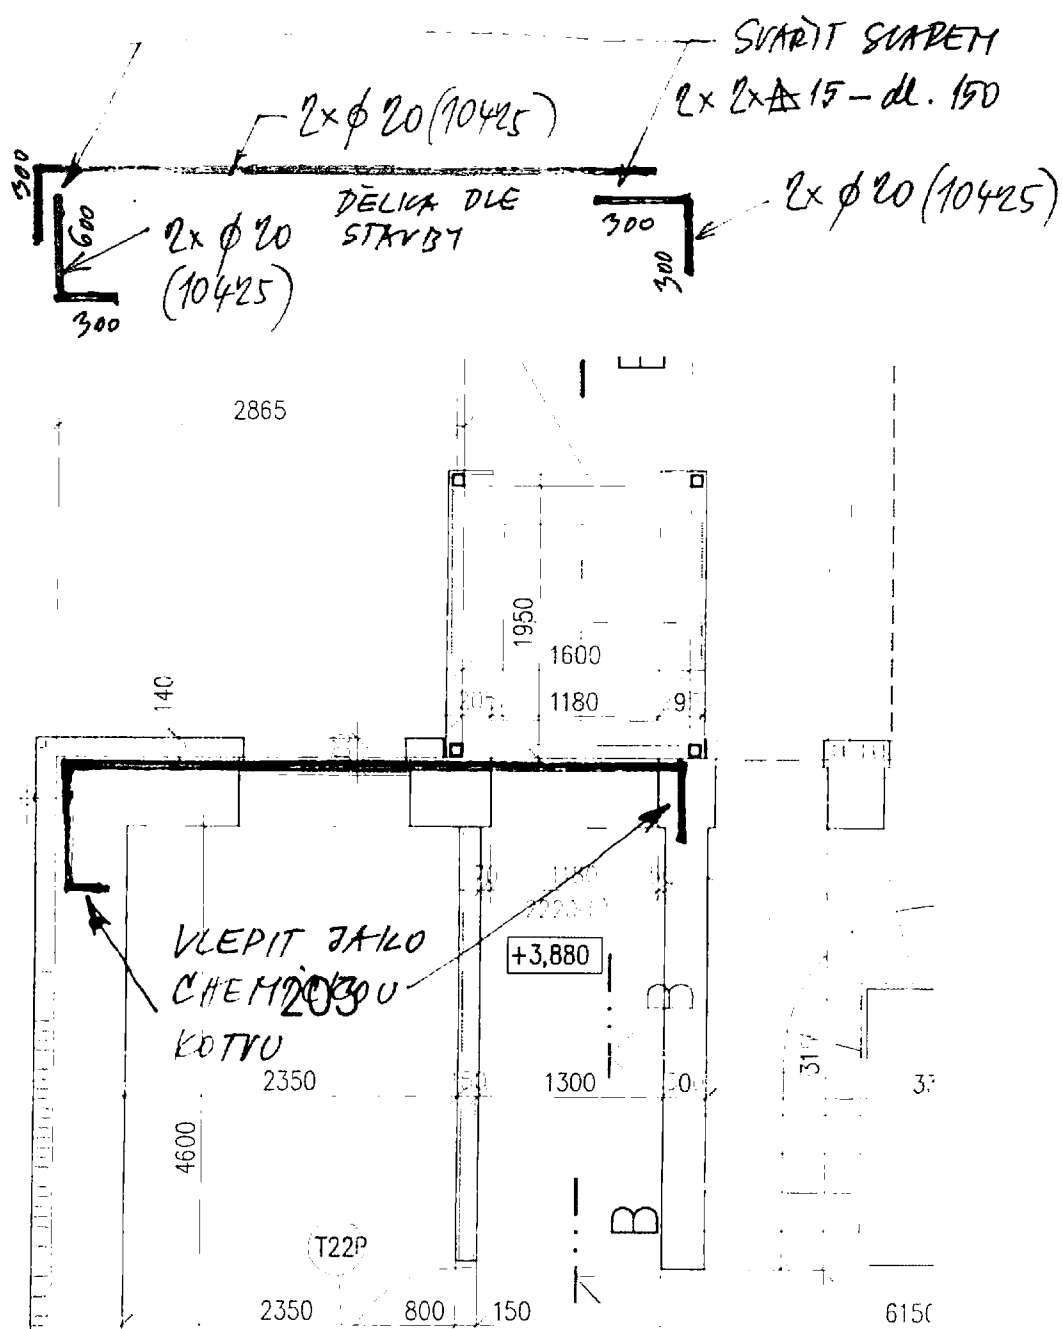 SVAŘIT SVAREM
2x 2x 15 - dl. 150
2x ϕ 20 (10425)
300
600
DÉLKA DLE
STAVBY
2x ϕ 20
(10425)
300
300
300
2x ϕ 20 (10425)
E
2865
1950
1600
1180
140
1180
+3,880
VLEPIT JAKO
CHEMICKOU
KOTVU
203
B
2350
1300
300
4600
B
T22P
2350
800
150
6150